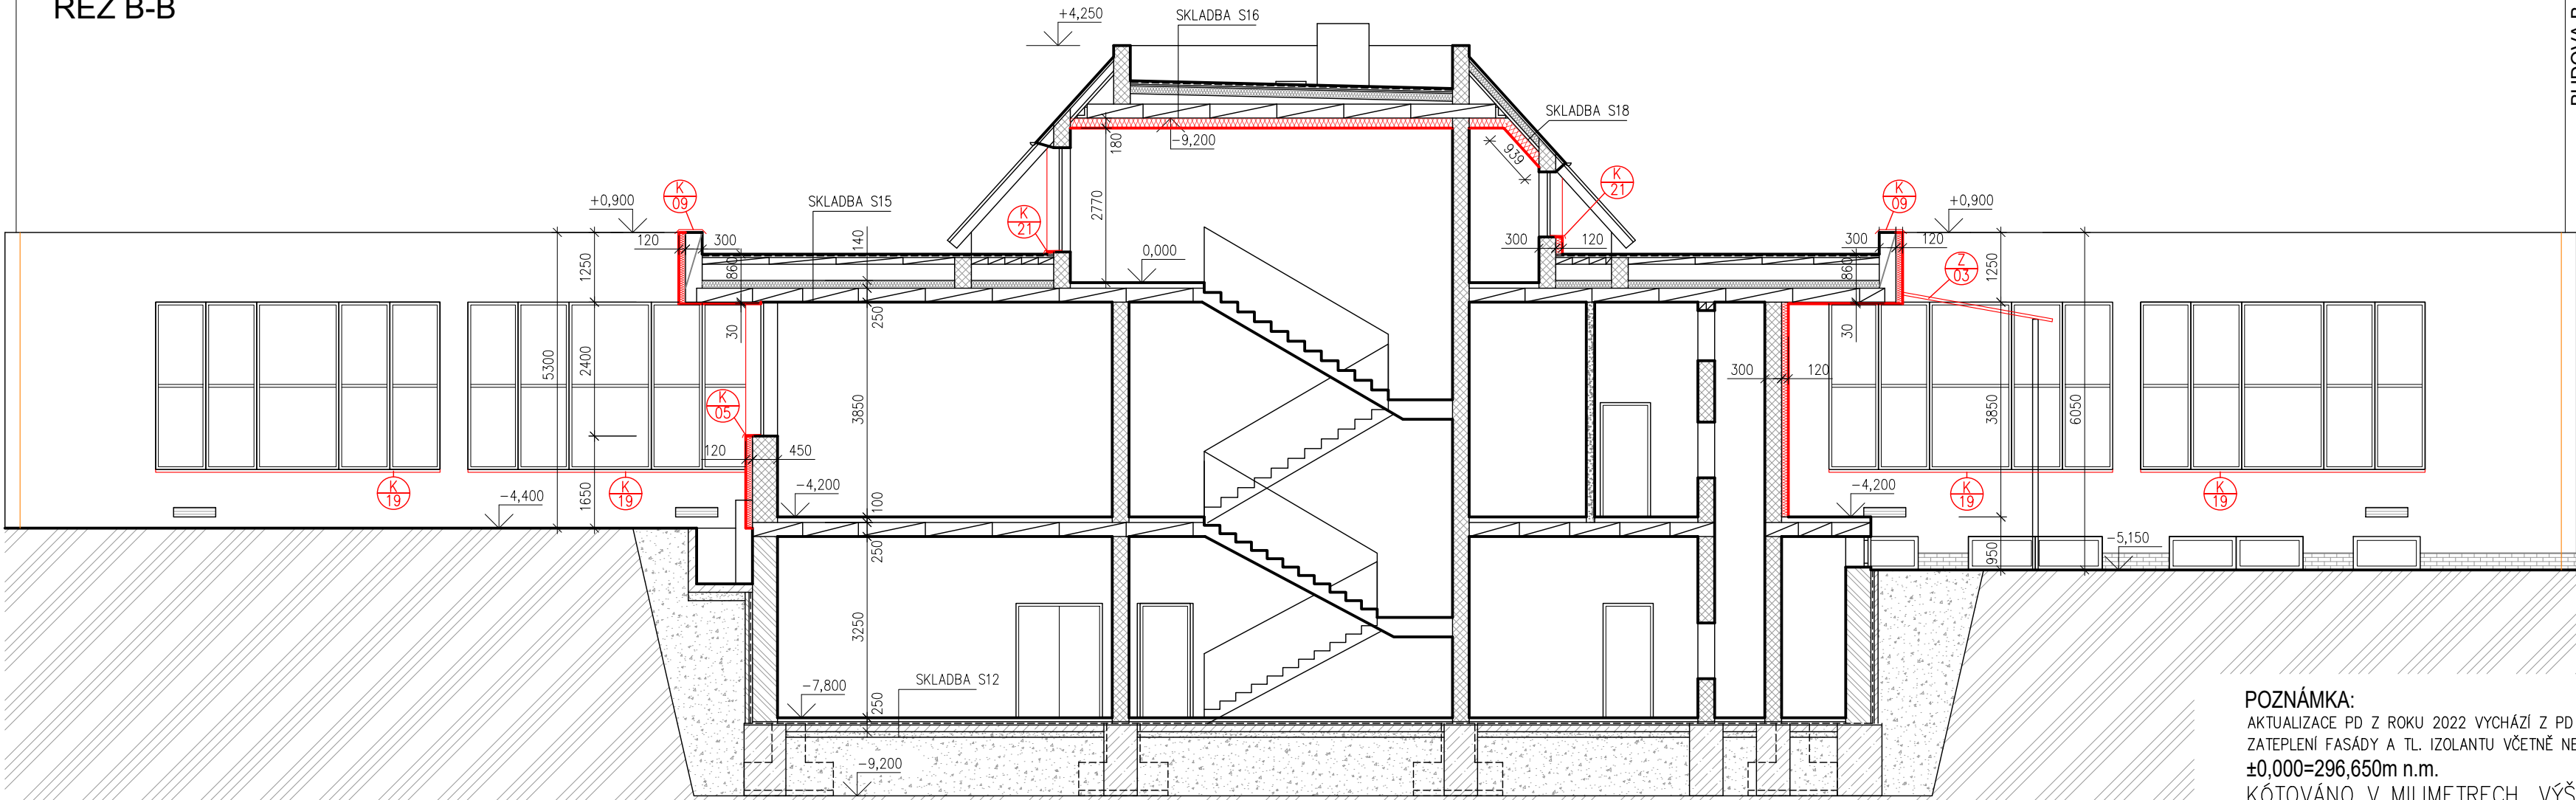 ŘEZ B-B
+4,250
SKLADBA S16
SKLADBA S18
180
-9,200
939
2770
K
09
+0,900
SKLADBA S15
K
21
K
21
K
09
+0,900
120
300
140
0,000
300
120
300
120
1250
860
Z
03
860
1250
30
250
30
5300
2400
3850
300
120
3850
6050
K
05
120
450
K
19
K
19
-4,400
1650
-4,200
100
-4,200
K
19
K
19
250
950
-5,150
3250
SKLADBA S12
-7,800
250
-9,200
POZNÁMKA:
AKTUALIZACE PD Z ROKU 2022 VYCHÁZÍ Z PD
ZATEPLENÍ FASÁDY A TL. IZOLANTU VČETNĚ
±0,000=296,650m n.m.
KÓTOVÁNO V MILIMETRECH,